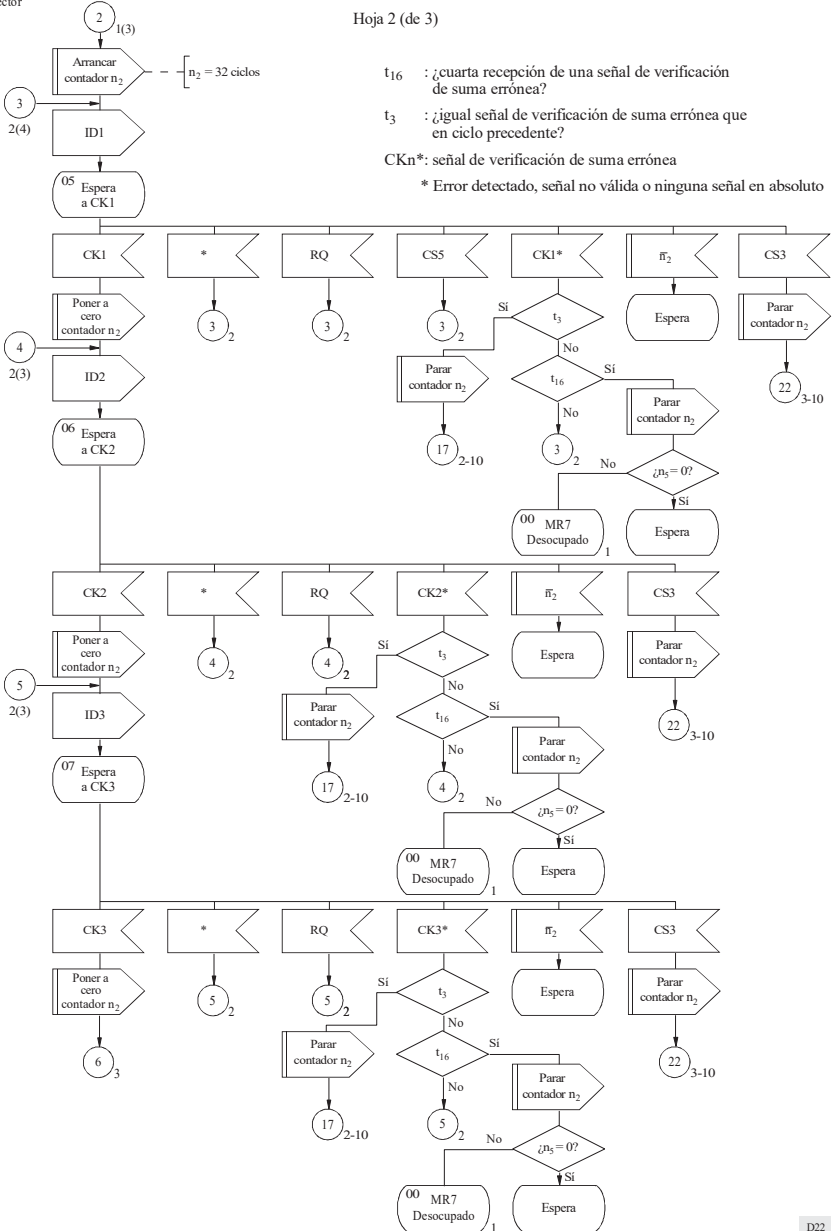 ector
Hoja 2 (de 3)
2
1(3)
Arrancar
contador n2
n2 = 32 ciclos
t16 : ¿cuarta recepción de una señal de verificación
de suma errónea?
t3 : ¿igual señal de verificación de suma errónea que
en ciclo precedente?
CKn*: señal de verificación de suma errónea
* Error detectado, señal no válida o ninguna señal en absoluto
3
2(4)
ID1
05 Espera
a CK1
CK1
*
RQ
CS5
CK1*
n̅2
CS3
Poner a
cero
contador n2
3 2
3 2
3 2
Sí
t3
No
Espera
Parar
contador n2
4
2(3)
ID2
Parar
contador n2
t16
Sí
No
Parar
contador n2
22 3-10
06 Espera
a CK2
17 2-10
3 2
No
¿n5 = 0?
Sí
00 MR7
Desocupado
1
Espera
CK2
*
RQ
CK2*
n̅2
CS3
Poner a
cero
contador n2
4 2
4 2
Sí
t3
No
Espera
Parar
contador n2
5
2(3)
ID3
Parar
contador n2
t16
Sí
No
Parar
contador n2
22 3-10
07 Espera
a CK3
17 2-10
4 2
No
¿n5 = 0?
Sí
00 MR7
Desocupado
1
Espera
CK3
*
RQ
CK3*
n̅2
CS3
Poner a
cero
contador n2
5 2
5 2
Sí
t3
No
Espera
Parar
contador n2
6 3
Parar
contador n2
t16
Sí
No
Parar
contador n2
22 3-10
17 2-10
5 2
No
¿n5 = 0?
Sí
00 MR7
Desocupado
1
Espera
D22